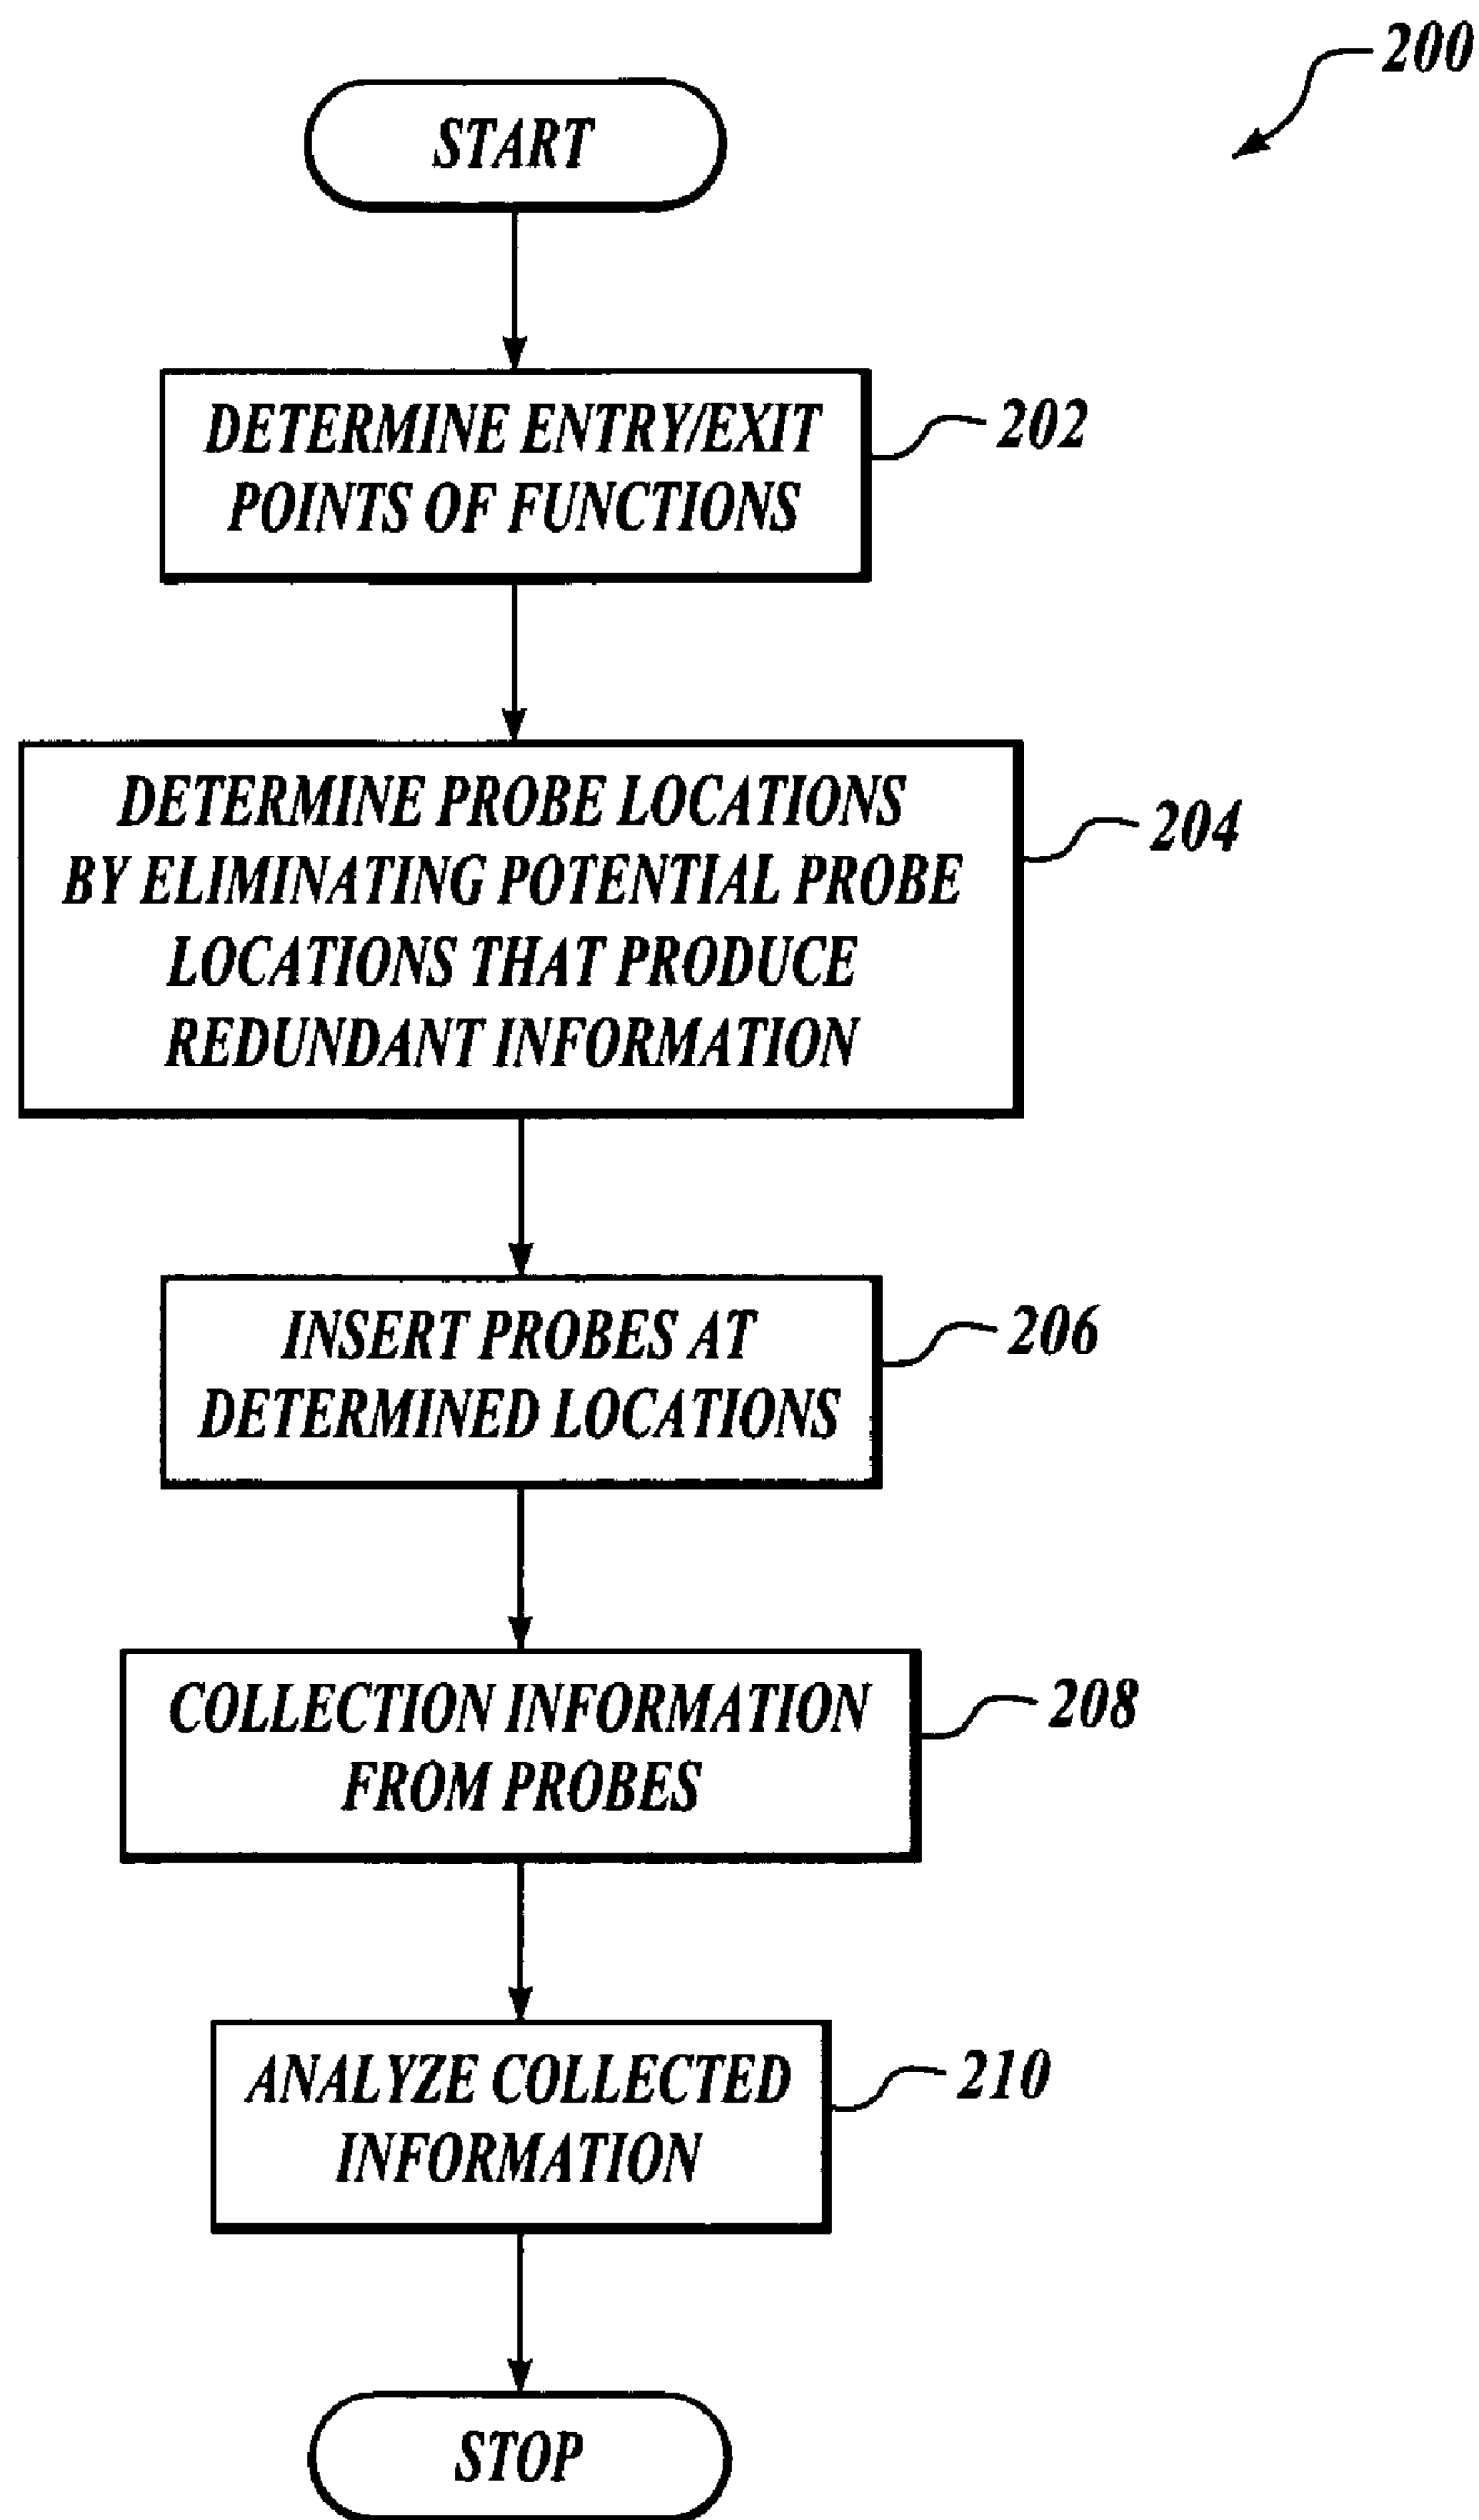 200
START
DETERMINE ENTRY/EXIT
POINTS OF FUNCTIONS
202
DETERMINE PROBE LOCATIONS
BY ELIMINATING POTENTIAL PROBE
LOCATIONS THAT PRODUCE
REDUNDANT INFORMATION
204
INSERT PROBES AT
DETERMINED LOCATIONS
206
COLLECTION INFORMATION
FROM PROBES
208
ANALYZE COLLECTED
INFORMATION
210
STOP